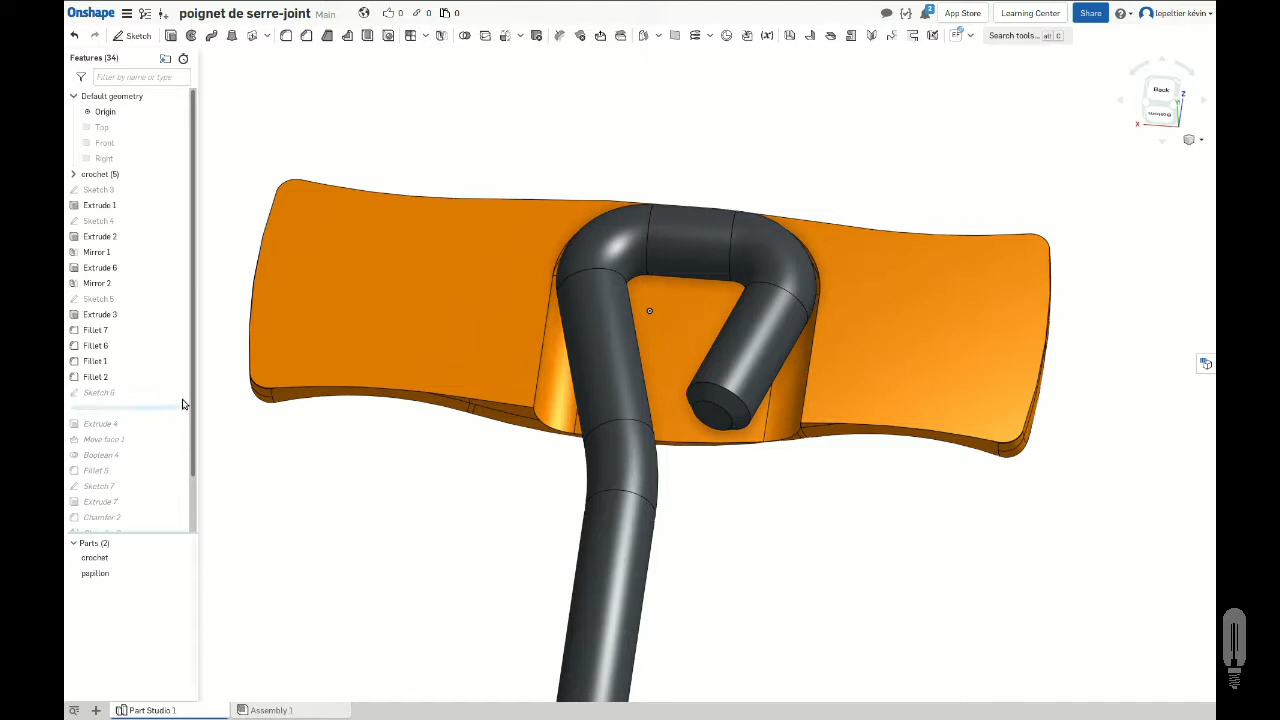 Onshape poignet de serre-joint Main 0 0 0 2 App Store Learning Center Share lepeltier kévin
Sketch Search tools... alt C
Features (34)
Filter by name or type
Default geometry
Origin
Top
Front
Right
crochet (5)
Sketch 3
Extrude 1
Sketch 4
Extrude 2
Mirror 1
Extrude 6
Mirror 2
Sketch 5
Extrude 3
Fillet 7
Fillet 6
Fillet 1
Fillet 2
Sketch 6
Extrude 4
Move face 1
Boolean 4
Fillet 5
Sketch 7
Extrude 7
Chamfer 2
Parts (2)
crochet
papillon
Back
Bottom
Z
X
Part Studio 1 Assembly 1